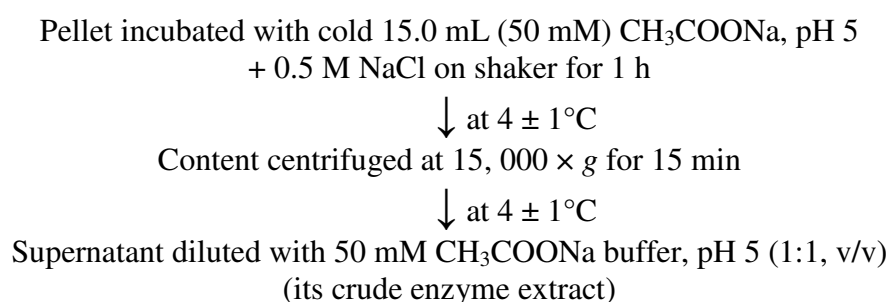 Pellet incubated with cold 15.0 mL (50 mM) CH₃COONa, pH 5
+ 0.5 M NaCl on shaker for 1 h
↓ at 4 ± 1°C
Content centrifuged at 15, 000 × g for 15 min
↓ at 4 ± 1°C
Supernatant diluted with 50 mM CH₃COONa buffer, pH 5 (1:1, v/v)
(its crude enzyme extract)